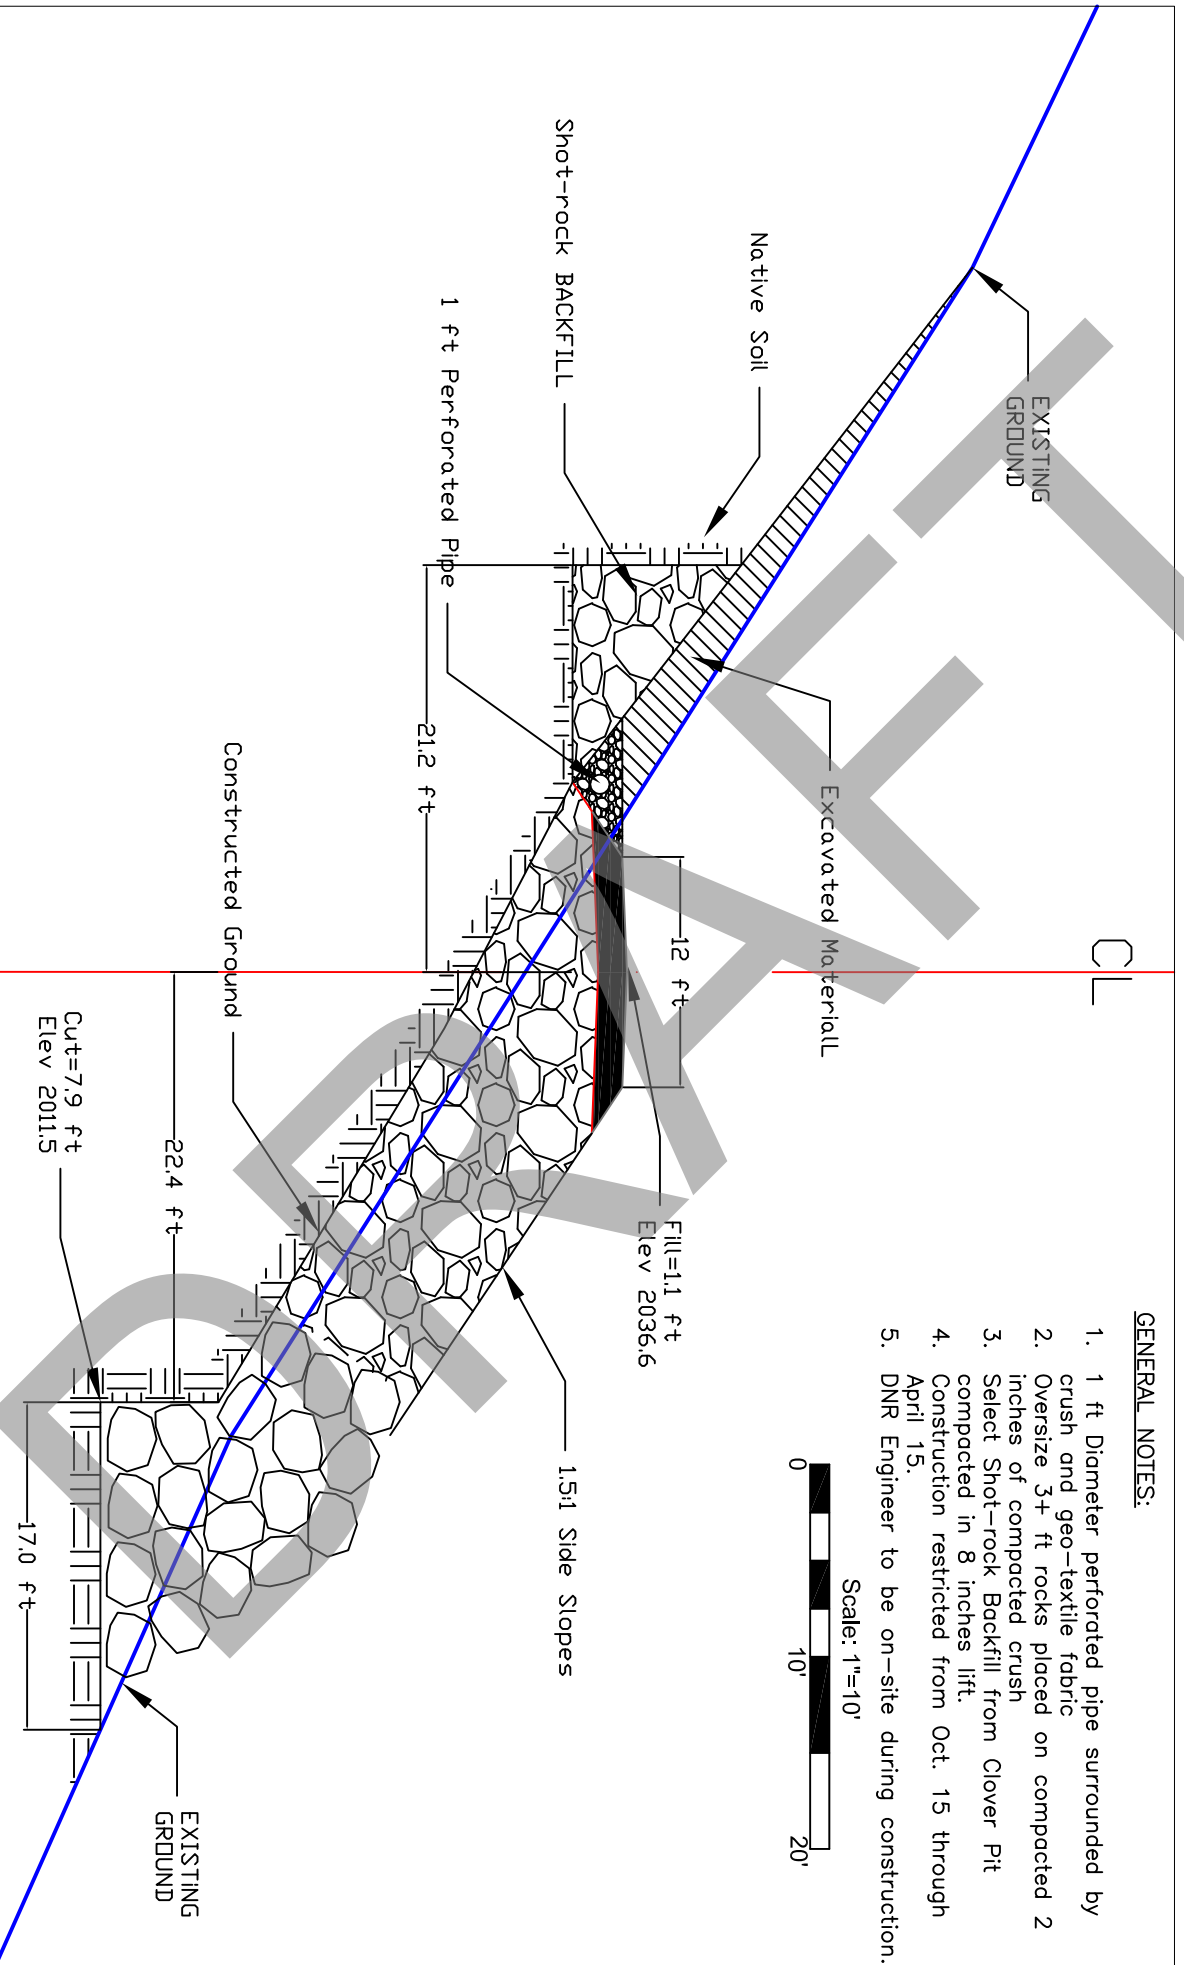 CL
GENERAL NOTES:
1. 1 ft Diameter perforated pipe surrounded by
crush and geo-textile fabric
2. Oversize 3+ ft rocks placed on compacted 2
inches of compacted crush
3. Select Shot-rock Backfill from Clover Pit
compacted in 8 inches lift.
4. Construction restricted from Oct. 15 through
April 15.
5. DNR Engineer to be on-site during construction.
EXISTING
GROUND
Native Soil
Shot-rock BACKFILL
1 ft Perforated Pipe
Excavated MaterialL
12 ft
Fill=1.1 ft
Elev 2036.6
Scale: 1"=10'
0
10'
20'
21.2 ft
Constructed Ground
1.5:1 Side Slopes
22.4 ft
Cut=7.9 ft
Elev 2011.5
17.0 ft
EXISTING
GROUND
DRAFT